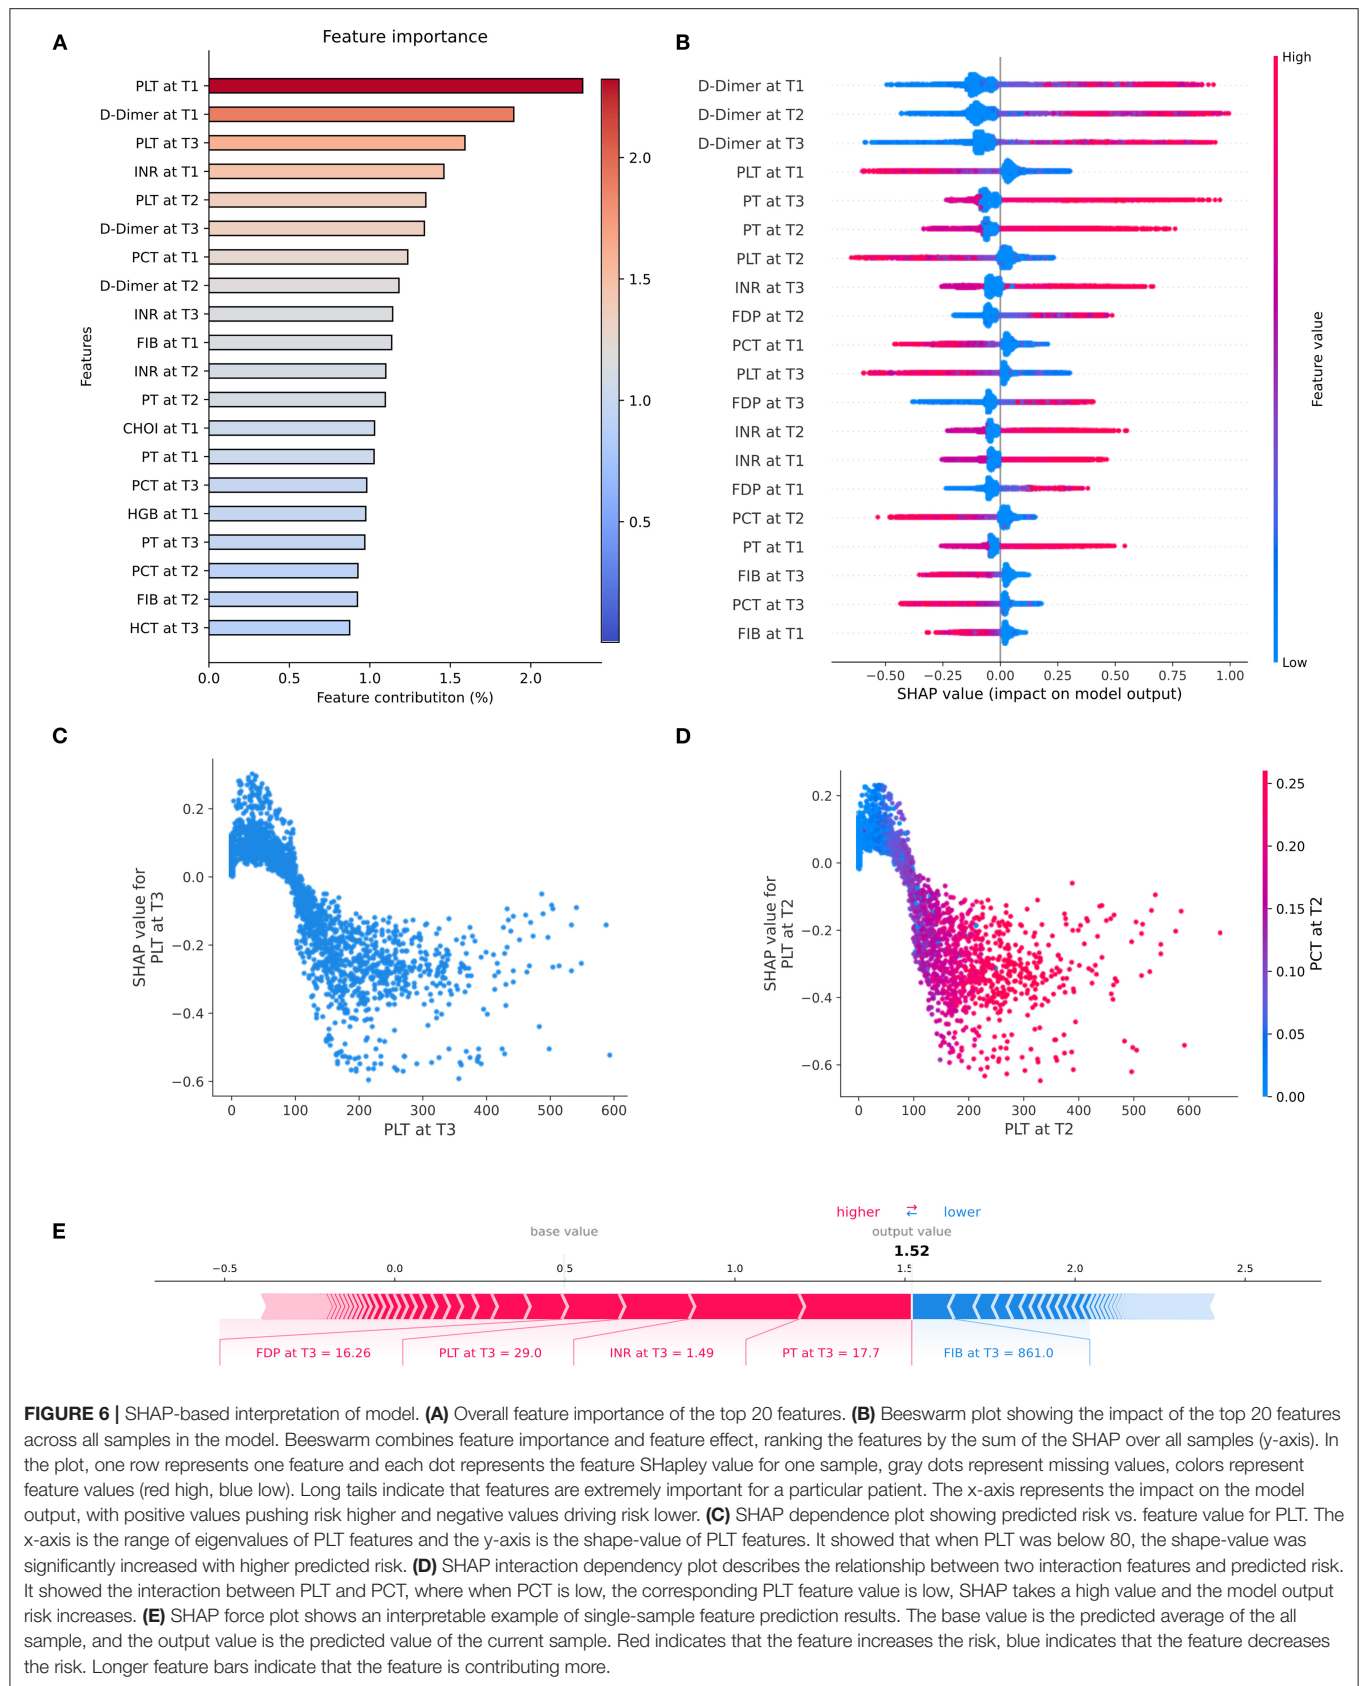 A
Feature importance
PLT at T1
D-Dimer at T1
PLT at T3
INR at T1
PLT at T2
D-Dimer at T3
PCT at T1
D-Dimer at T2
INR at T3
FIB at T1
INR at T2
PT at T2
CHOI at T1
PT at T1
PCT at T3
HGB at T1
PT at T3
PCT at T2
FIB at T2
HCT at T3
Features
0.0 0.5 1.0 1.5 2.0
Feature contributiton (%)
2.0
1.5
1.0
0.5
B
D-Dimer at T1
D-Dimer at T2
D-Dimer at T3
PLT at T1
PT at T3
PT at T2
PLT at T2
INR at T3
FDP at T2
PCT at T1
PLT at T3
FDP at T3
INR at T2
INR at T1
FDP at T1
PCT at T2
PT at T1
FIB at T3
PCT at T3
FIB at T1
−0.50 −0.25 0.00 0.25 0.50 0.75 1.00
SHAP value (impact on model output)
High
Feature value
Low
C
0.2
0.0
−0.2
−0.4
−0.6
SHAP value for
PLT at T3
0 100 200 300 400 500 600
PLT at T3
D
0.2
0.0
−0.2
−0.4
−0.6
SHAP value for
PLT at T2
0 100 200 300 400 500 600
PLT at T2
0.25
0.20
0.15
0.10
0.05
0.00
PCT at T2
E
higher ⇄ lower
base value output value
1.52
−0.5 0.0 0.5 1.0 1.5 2.0 2.5
FDP at T3 = 16.26 PLT at T3 = 29.0 INR at T3 = 1.49 PT at T3 = 17.7 FIB at T3 = 861.0
FIGURE 6 | SHAP-based interpretation of model. (A) Overall feature importance of the top 20 features. (B) Beeswarm plot showing the impact of the top 20 features
across all samples in the model. Beeswarm combines feature importance and feature effect, ranking the features by the sum of the SHAP over all samples (y-axis). In
the plot, one row represents one feature and each dot represents the feature SHapley value for one sample, gray dots represent missing values, colors represent
feature values (red high, blue low). Long tails indicate that features are extremely important for a particular patient. The x-axis represents the impact on the model
output, with positive values pushing risk higher and negative values driving risk lower. (C) SHAP dependence plot showing predicted risk vs. feature value for PLT. The
x-axis is the range of eigenvalues of PLT features and the y-axis is the shape-value of PLT features. It showed that when PLT was below 80, the shape-value was
significantly increased with higher predicted risk. (D) SHAP interaction dependency plot describes the relationship between two interaction features and predicted risk.
It showed the interaction between PLT and PCT, where when PCT is low, the corresponding PLT feature value is low, SHAP takes a high value and the model output
risk increases. (E) SHAP force plot shows an interpretable example of single-sample feature prediction results. The base value is the predicted average of the all
sample, and the output value is the predicted value of the current sample. Red indicates that the feature increases the risk, blue indicates that the feature decreases
the risk. Longer feature bars indicate that the feature is contributing more.